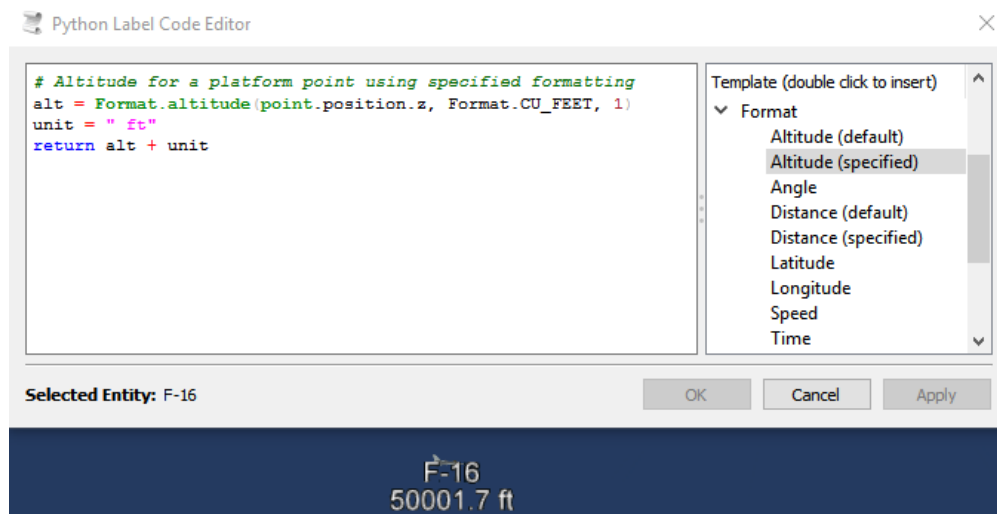 Python Label Code Editor
# Altitude for a platform point using specified formatting
alt = Format.altitude(point.position.z, Format.CU_FEET, 1)
unit = " ft"
return alt + unit
Template (double click to insert)
Format
Altitude (default)
Altitude (specified)
Angle
Distance (default)
Distance (specified)
Latitude
Longitude
Speed
Time
Selected Entity: F-16
OK
Cancel
Apply
F-16
50001.7 ft